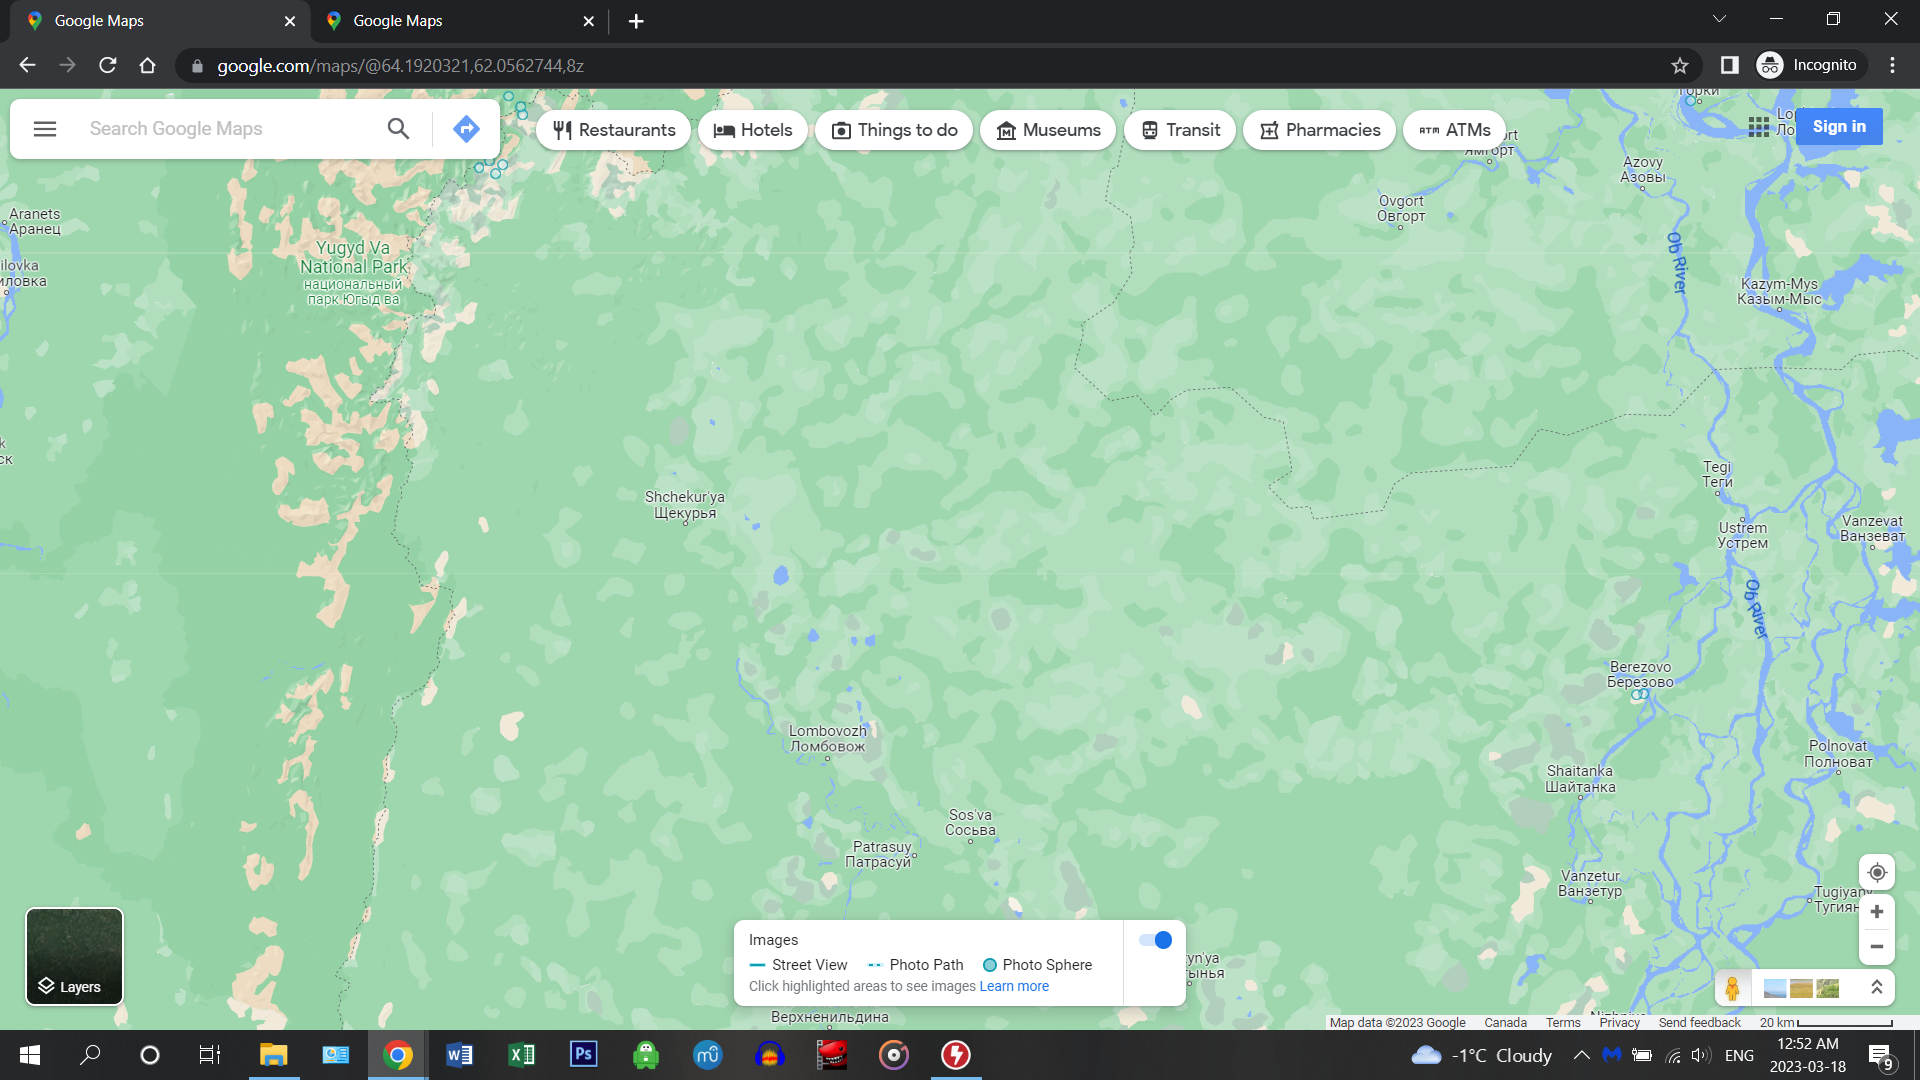 Google Maps
Google Maps
google.com/maps/@64.1920321,62.0562744,8z
Incognito
Search Google Maps
Restaurants
Hotels
Things to do
Museums
Transit
Pharmacies
ATM ATMs
Sign in
Azovy
Азовы
Ovgort
Овгорт
Aranets
Аранец
Yugyd Va
National Park
национальный
парк Югыд ва
ilovka
иловка
Ob River
Kazym-Mys
Казым-Мыс
Shchekur'ya
Щекурья
Tegi
Теги
Ustrem
Устрем
Vanzevat
Ванзеват
Ob River
Berezovo
Березово
Lombovozh
Ломбовож
Polnovat
Полноват
Shaitanka
Шайтанка
Sos'va
Сосьва
Patrasuy
Патрасуй
Vanzetur
Ванзетур
Tugiyany
Тугиян
Layers
Images
Street View
Photo Path
Photo Sphere
Click highlighted areas to see images Learn more
Верхненильдина
Map data ©2023 Google
Canada
Terms
Privacy
Send feedback
20 km
-1°C Cloudy
ENG
12:52 AM
2023-03-18
9